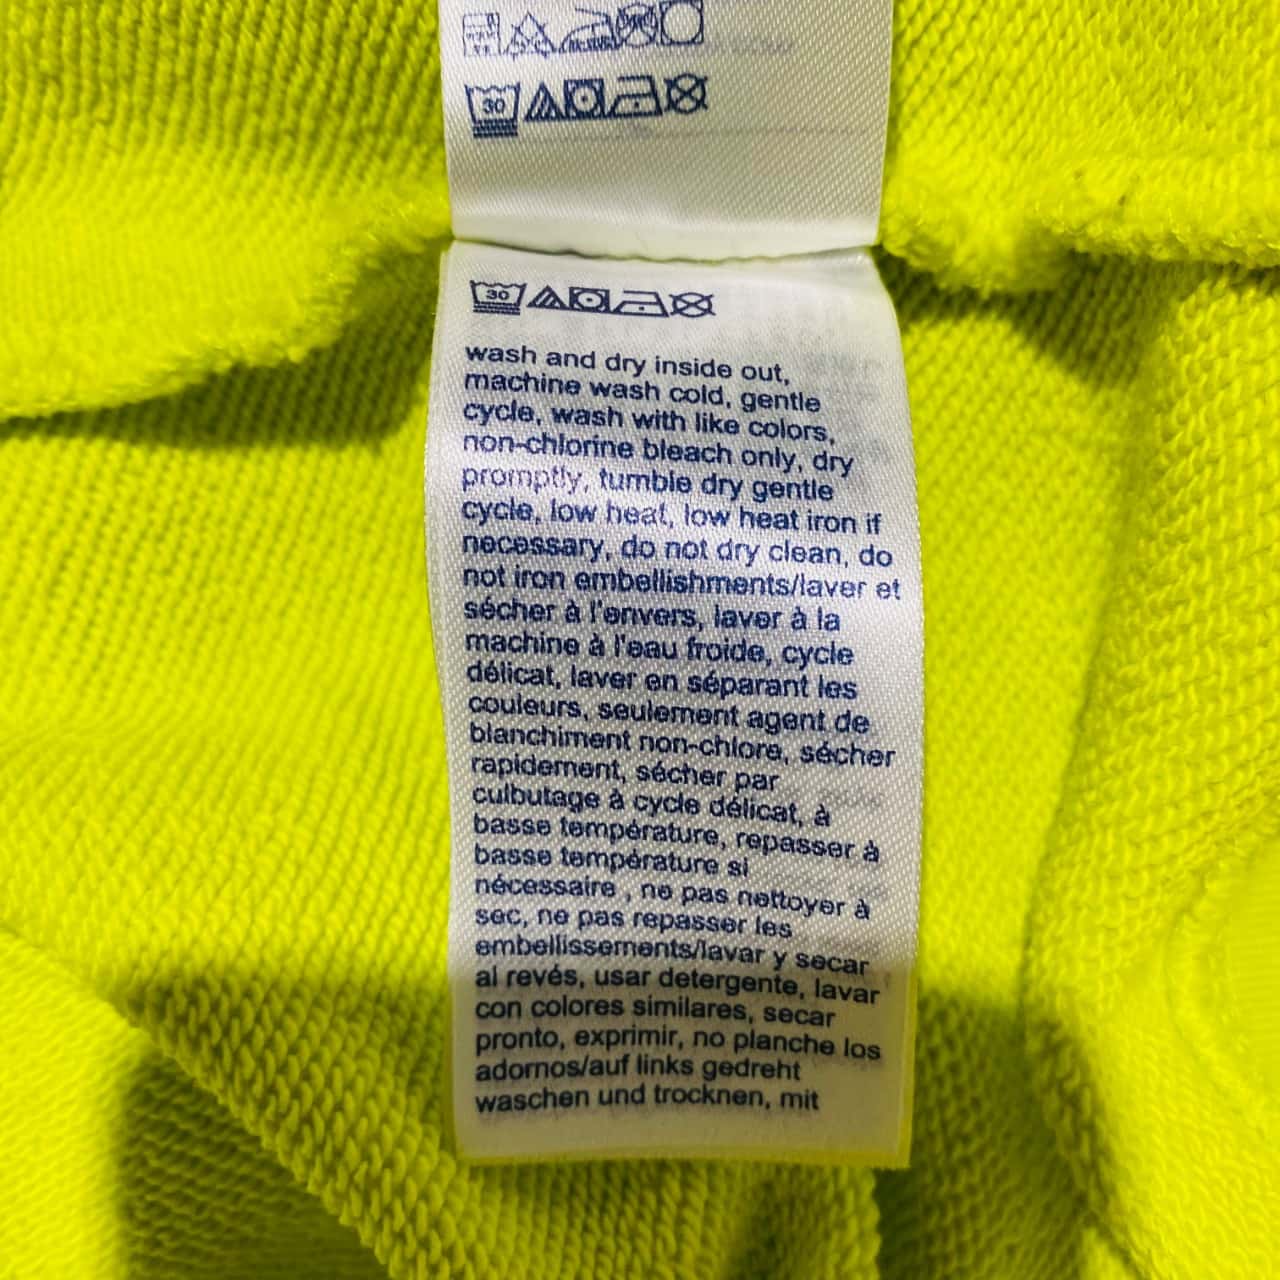 30
30
wash and dry inside out,
machine wash cold, gentle
cycle, wash with like colors,
non-chlorine bleach only, dry
promptly, tumble dry gentle
cycle, low heat, low heat iron if
necessary, do not dry clean, do
not iron embellishments/laver et
sécher à l'envers, laver à la
machine à l'eau froide, cycle
délicat, laver en séparant les
couleurs, seulement agent de
blanchiment non-chlore, sécher
rapidement, sécher par
culbutage à cycle délicat, à
basse température, repasser à
basse température si
nécessaire , ne pas nettoyer à
sec, ne pas repasser les
embellissements/lavar y secar
al revés, usar detergente, lavar
con colores similares, secar
pronto, exprimir, no planche los
adornos/auf links gedreht
waschen und trocknen, mit